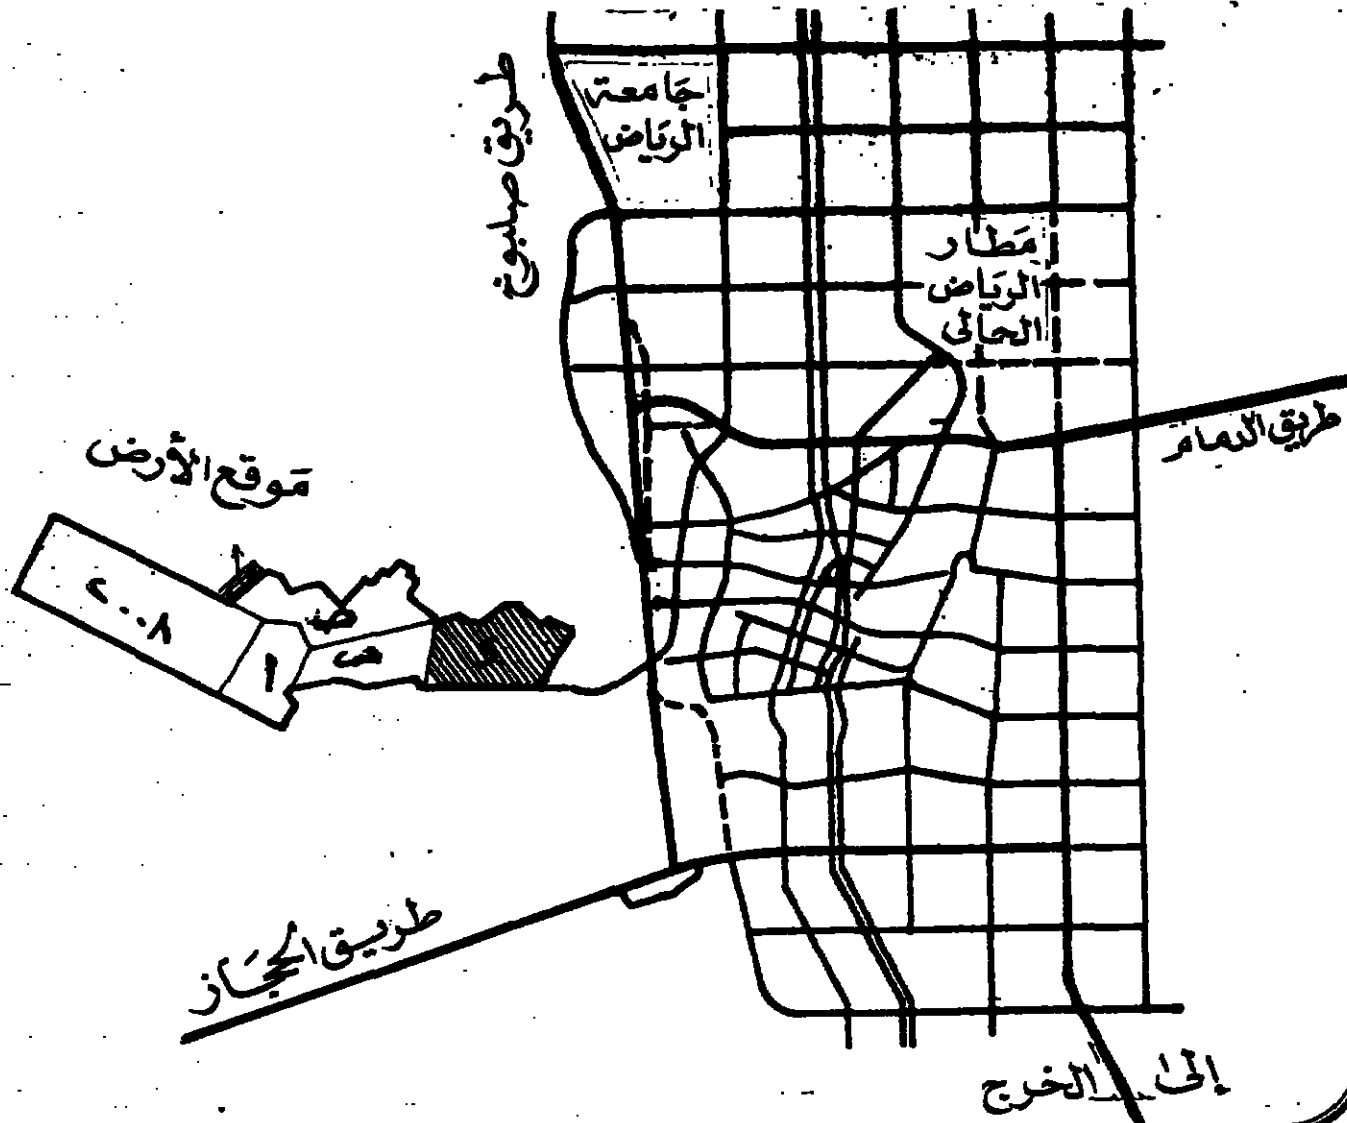 جامعة
الرياض
طريق صلبوخ
مطار
الرياض
الحالي
طريق الدمام
موقع الأرض
٢٠٠٨
أ
ض
طريق الحجاز
إلى الخرج